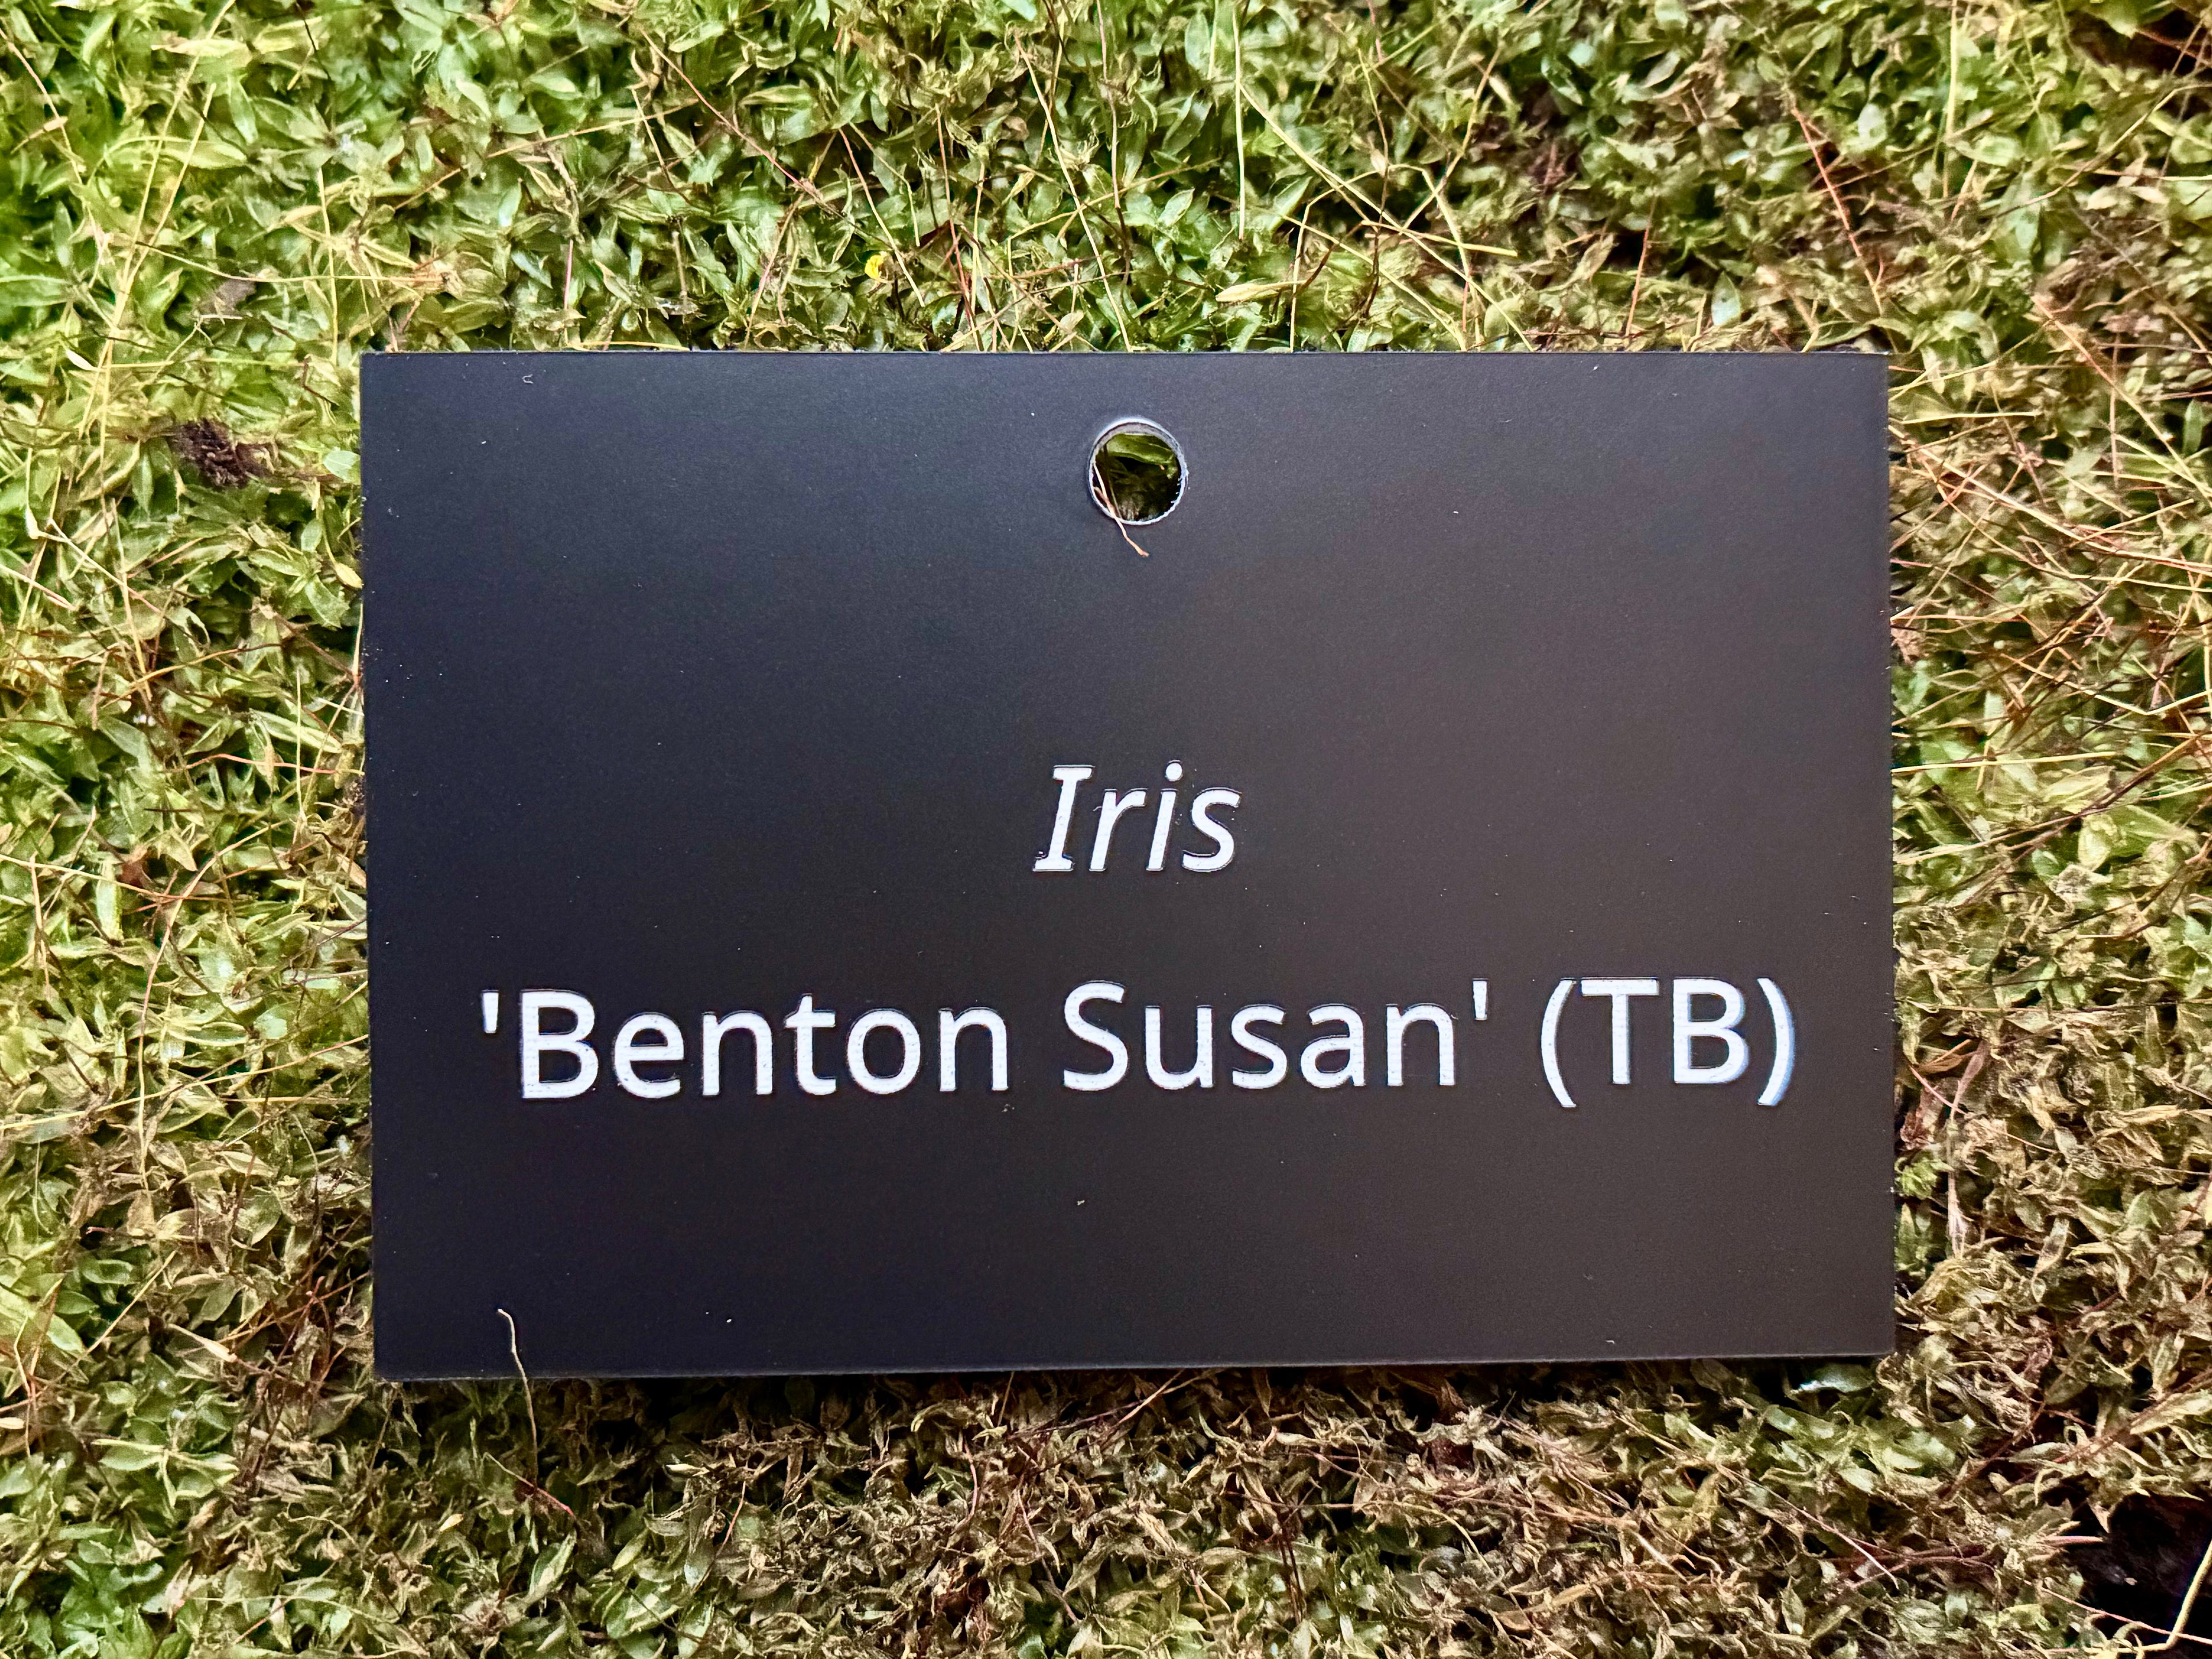 Iris
'Benton Susan' (TB)